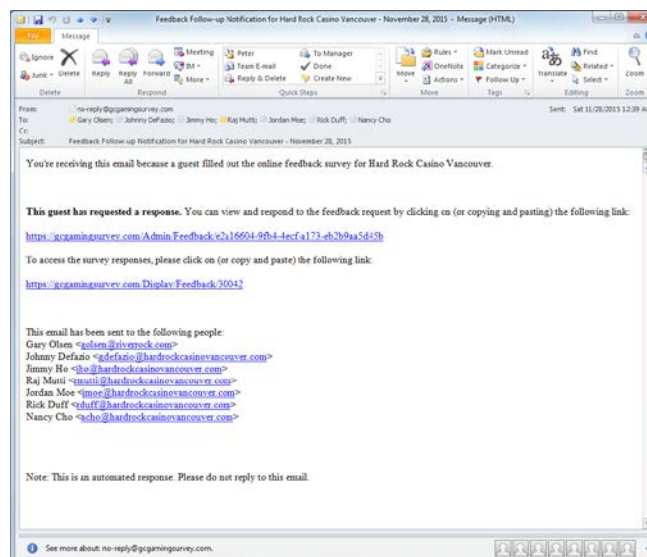 Feedback Follow-up Notification for Hard Rock Casino Vancouver - November 28, 2015 - Message (HTML)
File Message
Ignore
Junk
Delete
Reply
Reply All
Forward
Meeting
IM
More
Peter
Team E-mail
Reply & Delete
To Manager
Done
Create New
Move
Rules
OneNote
Actions
Mark Unread
Categorize
Follow Up
Translate
Find
Related
Select
Zoom
Delete Respond Quick Steps Move Tags Editing Zoom
From: no-reply@gcgamingsurvey.com Sent: Sat 11/28/2015 12:39 AM
To: Gary Olsen; Johnny DeFazio; Jimmy Ho; Raj Mutti; Jordan Moe; Rick Duff; Nancy Cho
Cc:
Subject: Feedback Follow-up Notification for Hard Rock Casino Vancouver - November 28, 2015
You're receiving this email because a guest filled out the online feedback survey for Hard Rock Casino Vancouver.
This guest has requested a response. You can view and respond to the feedback request by clicking on (or copying and pasting) the following link:
https://gcgamingsurvey.com/Admin/Feedback/e2a16604-9fb4-4ecf-a173-eb2b9aa5d45b
To access the survey responses, please click on (or copy and paste) the following link:
https://gcgamingsurvey.com/Display/Feedback/30042
This email has been sent to the following people:
Gary Olsen <golsen@riverrock.com>
Johnny Defazio <gdefazio@hardrockcasinovancouver.com>
Jimmy Ho <jho@hardrockcasinovancouver.com>
Raj Mutti <rmutti@hardrockcasinovancouver.com>
Jordan Moe <jmoe@hardrockcasinovancouver.com>
Rick Duff <rduff@hardrockcasinovancouver.com>
Nancy Cho <ncho@hardrockcasinovancouver.com>
Note: This is an automated response. Please do not reply to this email.
See more about: no-reply@gcgamingsurvey.com.